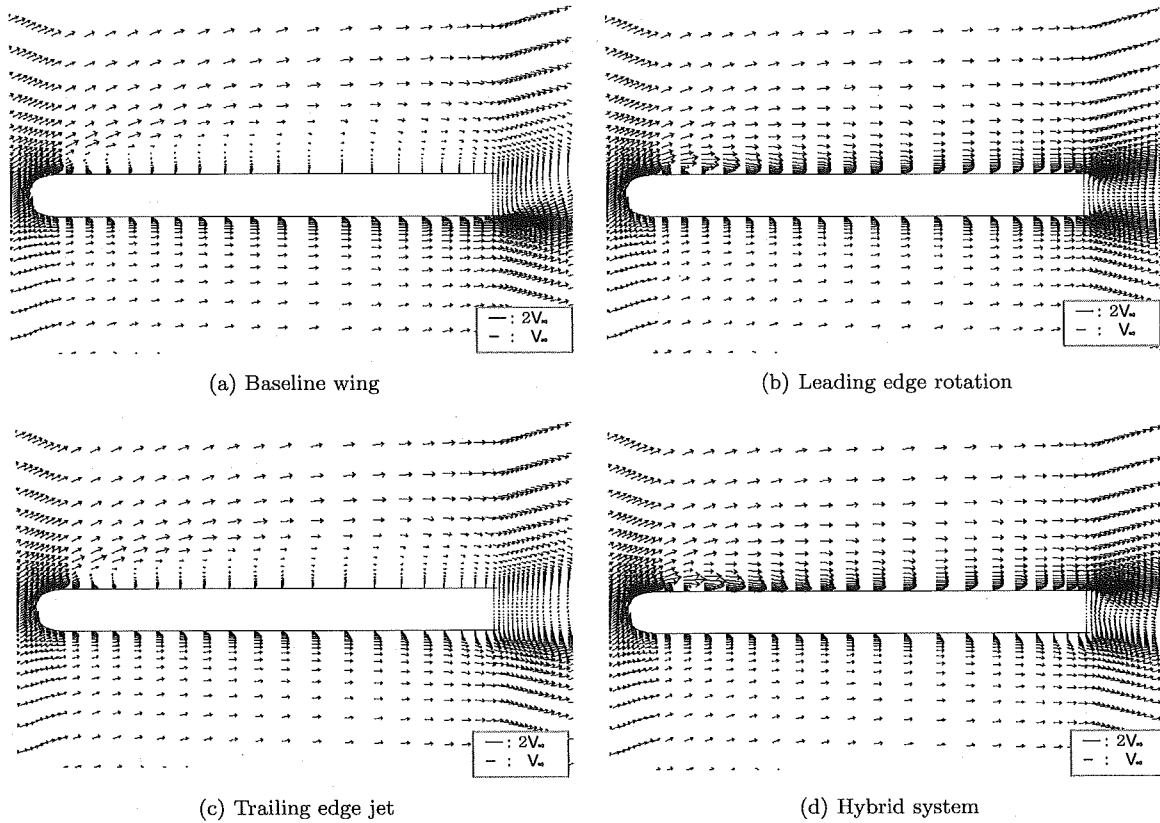 —: 2V∞
– : V∞
—: 2V∞
– : V∞
(a) Baseline wing
(b) Leading edge rotation
—: 2V∞
– : V∞
—: 2V∞
– : V∞
(c) Trailing edge jet
(d) Hybrid system